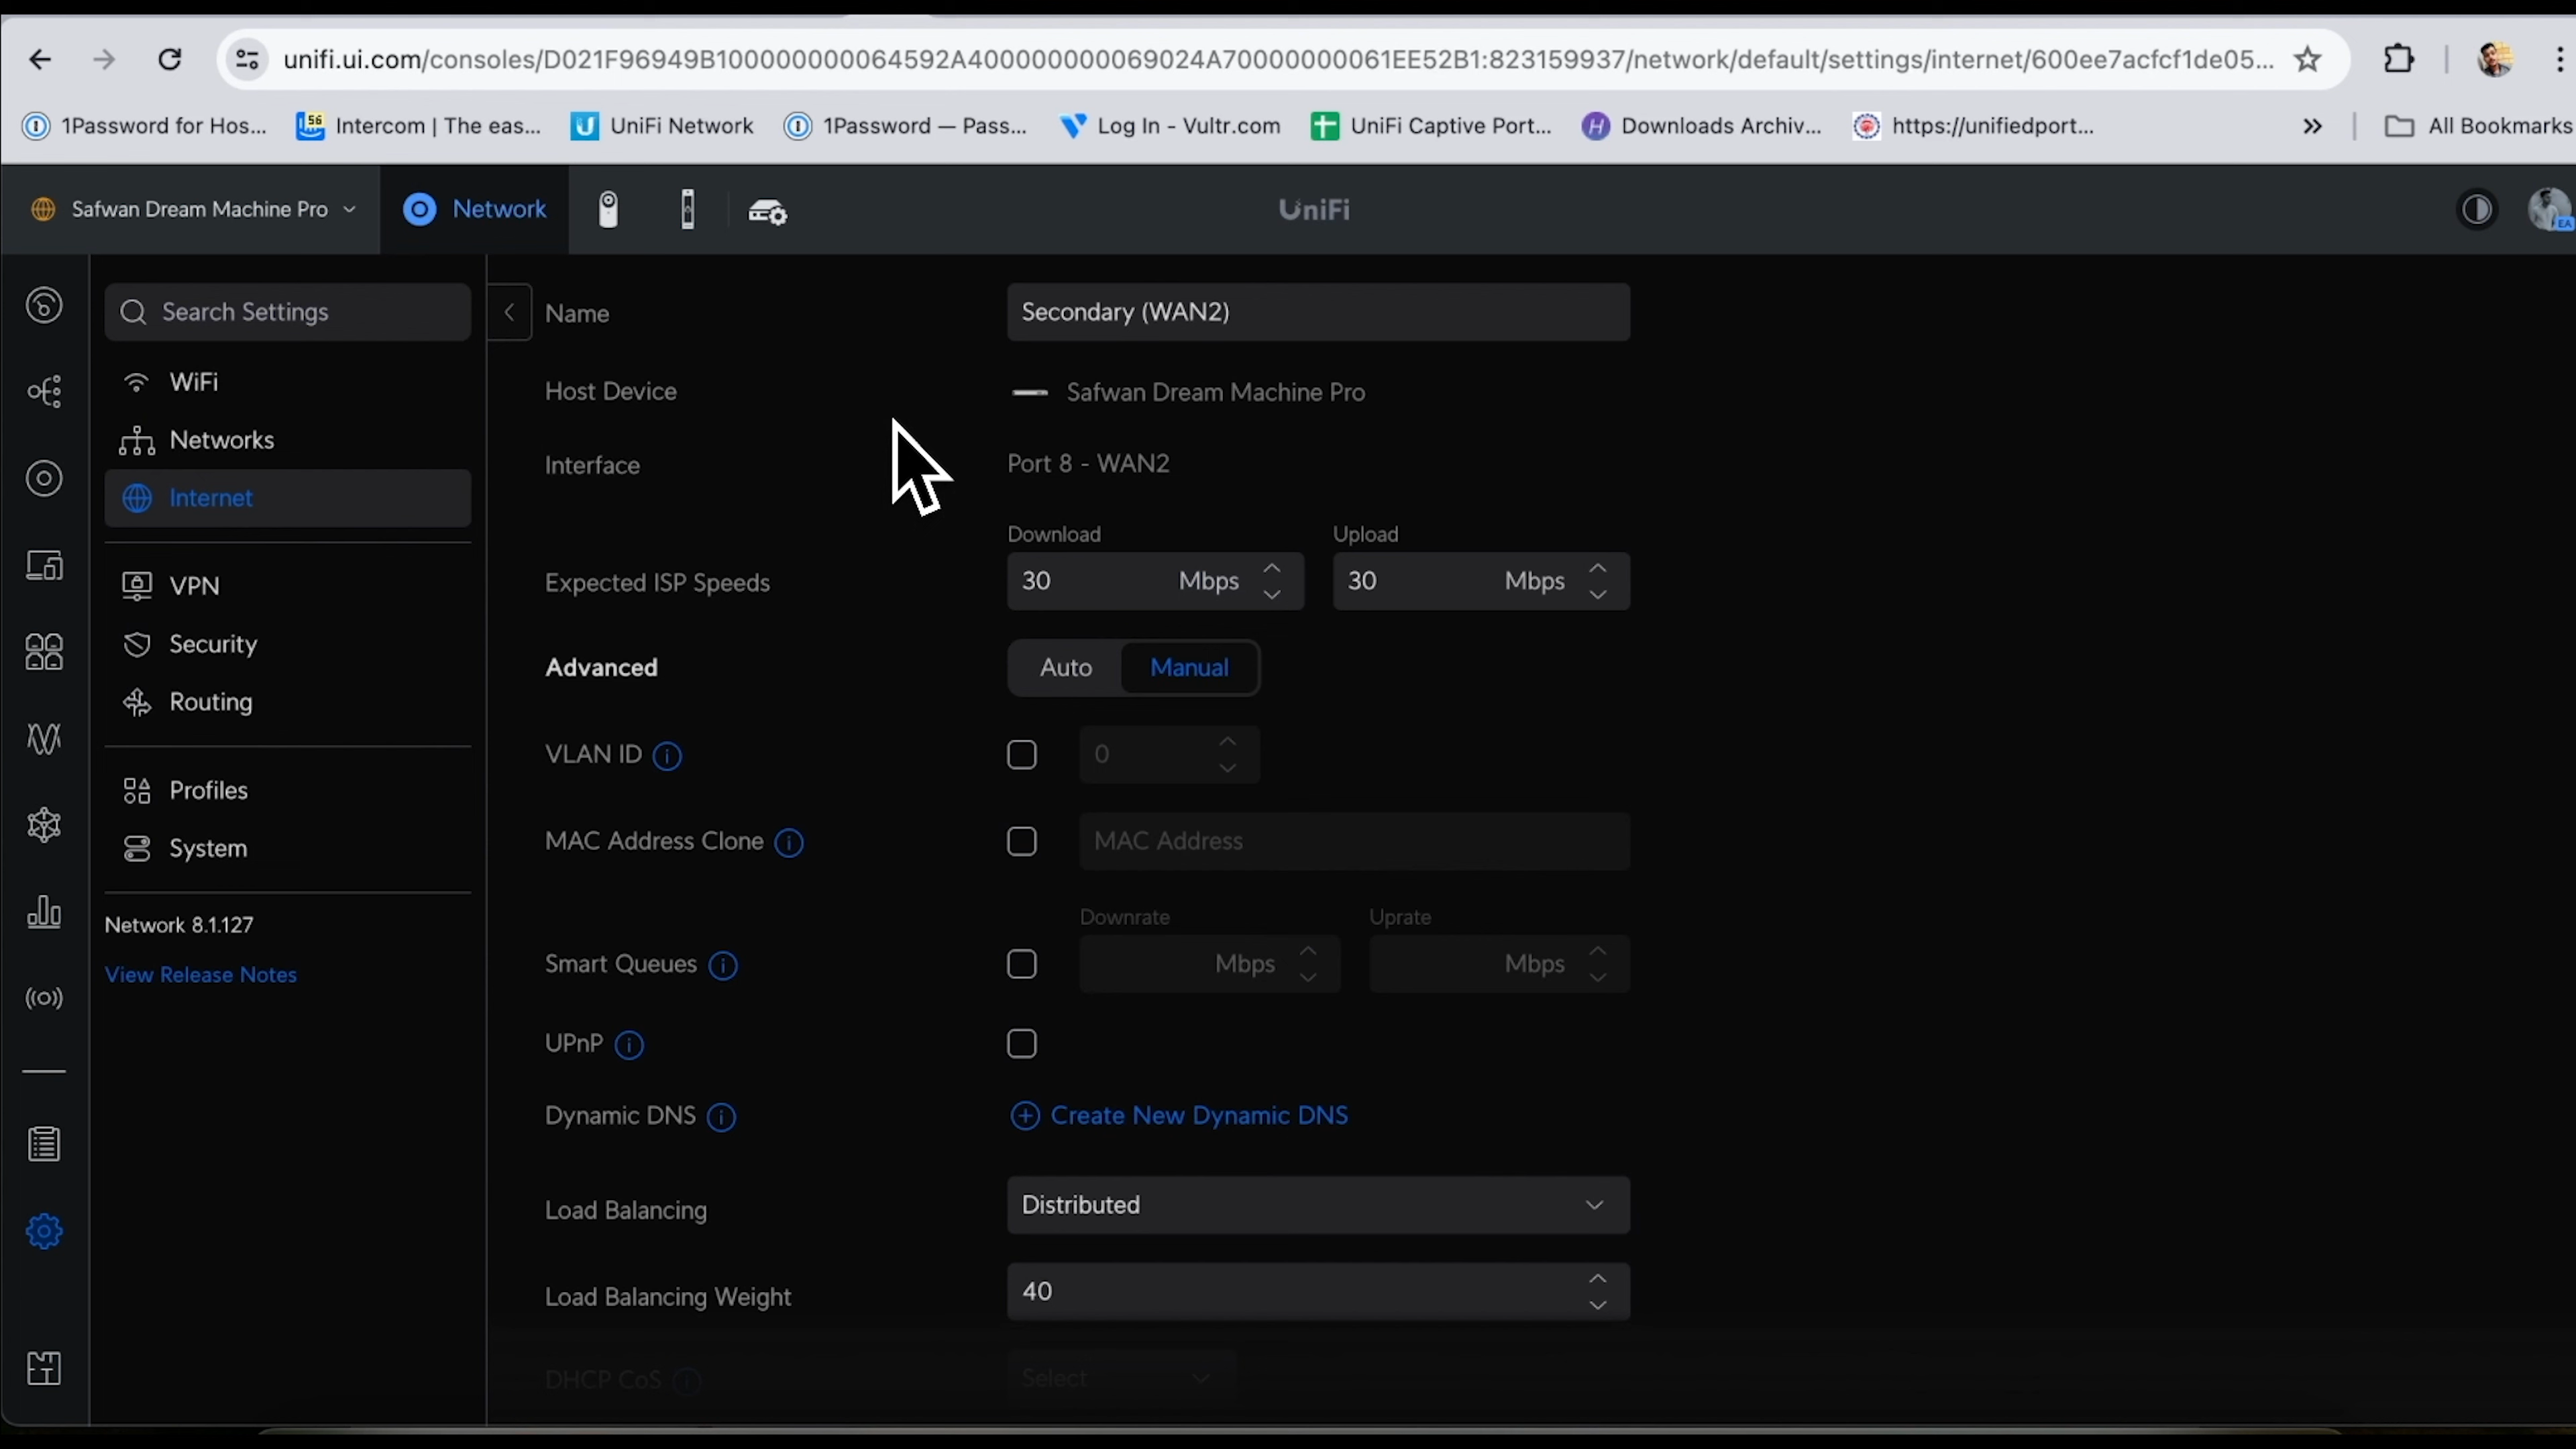 unifi.ui.com/consoles/D021F96949B100000000064592A400000000069024A70000000061EE52B1:823159937/network/default/settings/internet/600ee7acfcf1de05...
1Password for Hos... 56 Intercom | The eas... UniFi Network 1Password — Pass... Log In - Vultr.com UniFi Captive Port... Downloads Archiv... https://unifiedport... All Bookmarks
Safwan Dream Machine Pro Network UniFi EA
Search Settings
WiFi
Networks
Internet
VPN
Security
Routing
Profiles
System
Network 8.1.127
View Release Notes
Name Secondary (WAN2)
Host Device Safwan Dream Machine Pro
Interface Port 8 - WAN2
Download Upload
Expected ISP Speeds 30 Mbps 30 Mbps
Advanced Auto Manual
VLAN ID 0
MAC Address Clone MAC Address
Downrate Uprate
Smart Queues Mbps Mbps
UPnP
Dynamic DNS Create New Dynamic DNS
Load Balancing Distributed
Load Balancing Weight 40
DHCP CoS Select